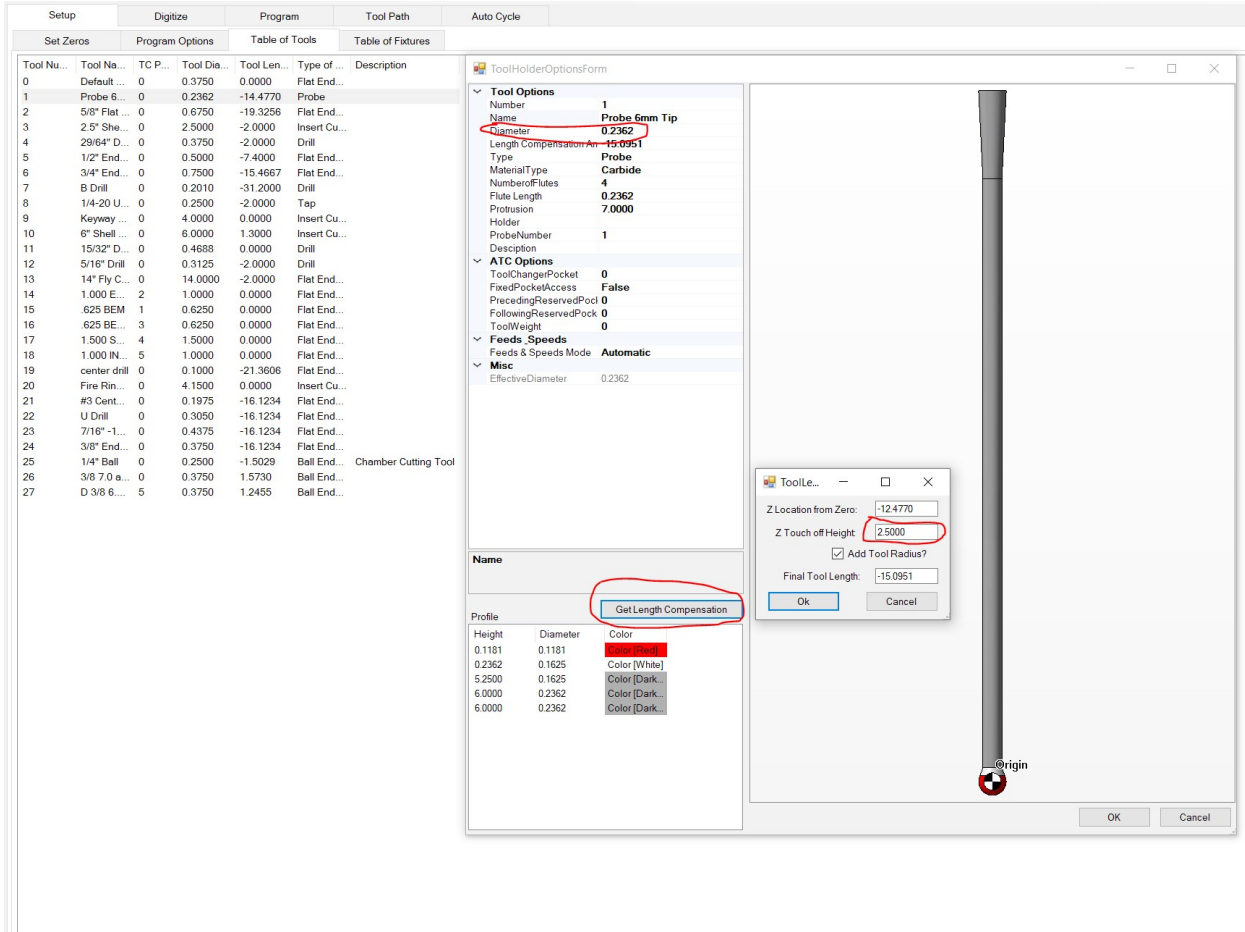 Setup Digitize Program Tool Path Auto Cycle
Set Zeros Program Options Table of Tools Table of Fixtures
Tool Nu... Tool Na... TC P... Tool Dia... Tool Len... Type of ... Description
0 Default ... 0 0.3750 0.0000 Flat End...
1 Probe 6... 0 0.2362 -14.4770 Probe
2 5/8" Flat ... 0 0.6750 -19.3256 Flat End...
3 2.5" She... 0 2.5000 -2.0000 Insert Cu...
4 29/64" D... 0 0.3750 -2.0000 Drill
5 1/2" End... 0 0.5000 -7.4000 Flat End...
6 3/4" End... 0 0.7500 -15.4667 Flat End...
7 B Drill 0 0.2010 -31.2000 Drill
8 1/4-20 U... 0 0.2500 -2.0000 Tap
9 Keyway ... 0 4.0000 0.0000 Insert Cu...
10 6" Shell ... 0 6.0000 1.3000 Insert Cu...
11 15/32" D... 0 0.4688 0.0000 Drill
12 5/16" Drill 0 0.3125 -2.0000 Drill
13 14" Fly C... 0 14.0000 -2.0000 Flat End...
14 1.000 E... 2 1.0000 0.0000 Flat End...
15 .625 BEM 1 0.6250 0.0000 Flat End...
16 .625 BE... 3 0.6250 0.0000 Flat End...
17 1.500 S... 4 1.5000 0.0000 Flat End...
18 1.000 IN... 5 1.0000 0.0000 Flat End...
19 center drill 0 0.1000 -21.3606 Flat End...
20 Fire Rin... 0 4.1500 0.0000 Insert Cu...
21 #3 Cent... 0 0.1975 -16.1234 Flat End...
22 U Drill 0 0.3050 -16.1234 Flat End...
23 7/16" -1... 0 0.4375 -16.1234 Flat End...
24 3/8" End... 0 0.3750 -16.1234 Flat End...
25 1/4" Ball 0 0.2500 -1.5029 Ball End... Chamber Cutting Tool
26 3/8 7.0 a... 0 0.3750 1.5730 Ball End...
27 D 3/8 6.... 5 0.3750 1.2455 Ball End...
ToolHolderOptionsForm
Tool Options
Number 1
Name Probe 6mm Tip
Diameter 0.2362
Length Compensation An -15.0951
Type Probe
MaterialType Carbide
NumberofFlutes 4
Flute Length 0.2362
Protrusion 7.0000
Holder
ProbeNumber 1
Desciption
ATC Options
ToolChangerPocket 0
FixedPocketAccess False
PrecedingReservedPock 0
FollowingReservedPock 0
ToolWeight 0
Feeds_Speeds
Feeds & Speeds Mode Automatic
Misc
EffectiveDiameter 0.2362
Name
Get Length Compensation
Profile
Height Diameter Color
0.1181 0.1181 Color [Red]
0.2362 0.1625 Color [White]
5.2500 0.1625 Color [Dark...
6.0000 0.2362 Color [Dark...
6.0000 0.2362 Color [Dark...
ToolLe...
Z Location from Zero: -12.4770
Z Touch off Height: 2.5000
Add Tool Radius?
Final Tool Length: -15.0951
Ok Cancel
Origin
OK Cancel